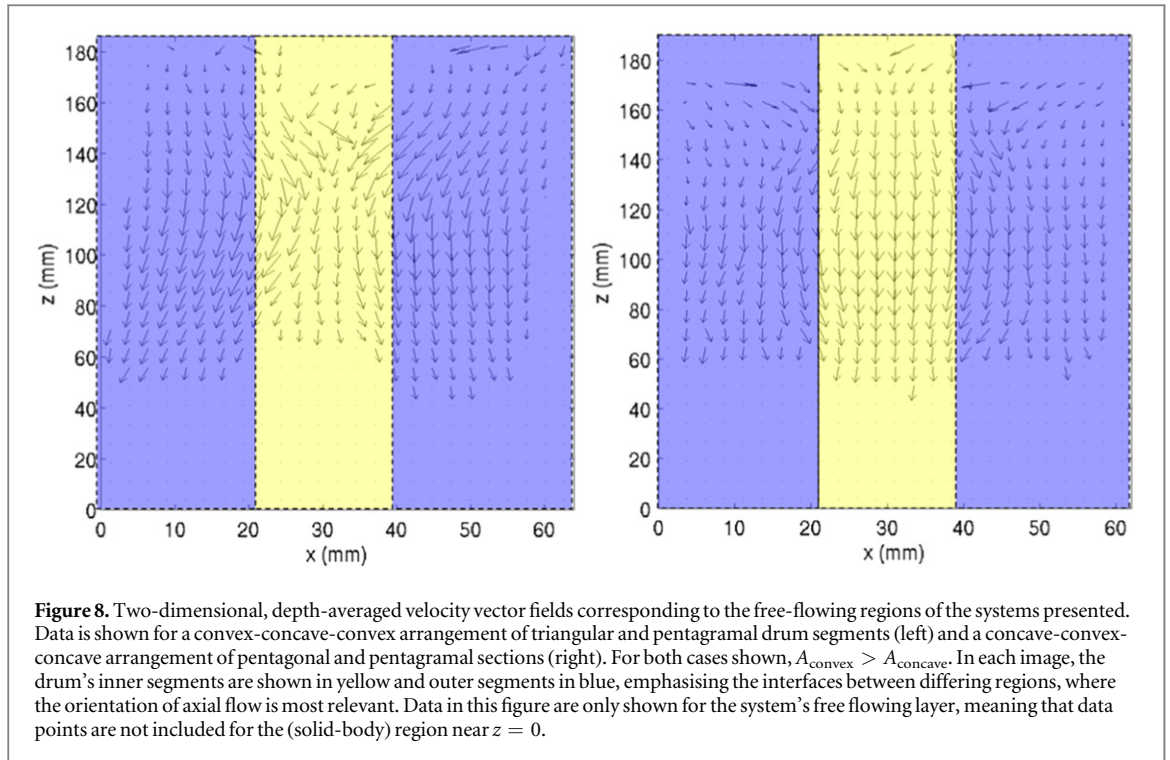 180
160
140
120
100
80
60
40
20
0
z (mm)
0 10 20 30 40 50 60
x (mm)
180
160
140
120
100
80
60
40
20
0
z (mm)
0 10 20 30 40 50 60
x (mm)
Figure 8. Two-dimensional, depth-averaged velocity vector fields corresponding to the free-flowing regions of the systems presented.
Data is shown for a convex-concave-convex arrangement of triangular and pentagramal drum segments (left) and a concave-convex-
concave arrangement of pentagonal and pentagramal sections (right). For both cases shown, A_convex > A_concave. In each image, the
drum's inner segments are shown in yellow and outer segments in blue, emphasising the interfaces between differing regions, where
the orientation of axial flow is most relevant. Data in this figure are only shown for the system's free flowing layer, meaning that data
points are not included for the (solid-body) region near z = 0.